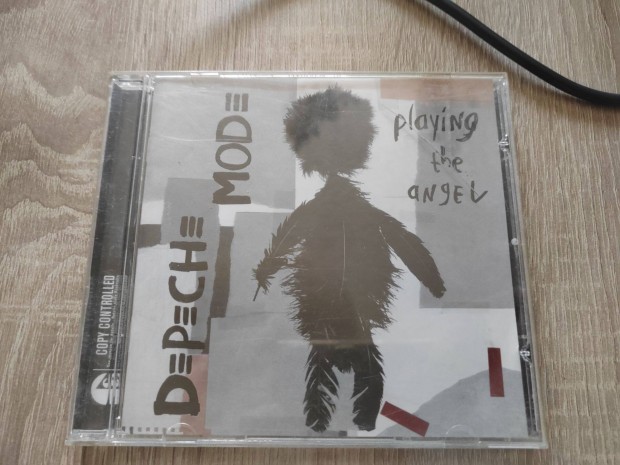 DEPECHE MODE
playing
the
angel
COPY CONTROLLED